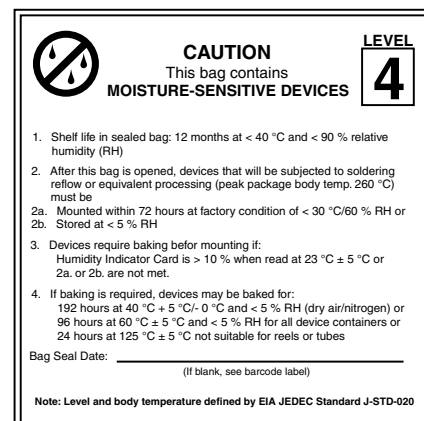 LEVEL
CAUTION
This bag contains
MOISTURE-SENSITIVE DEVICES
4
1. Shelf life in sealed bag: 12 months at < 40 °C and < 90 % relative
humidity (RH)
2. After this bag is opened, devices that will be subjected to soldering
reflow or equivalent processing (peak package body temp. 260 °C)
must be
2a. Mounted within 72 hours at factory condition of < 30 °C/60 % RH or
2b. Stored at < 5 % RH
3. Devices require baking befor mounting if:
Humidity Indicator Card is > 10 % when read at 23 °C ± 5 °C or
2a. or 2b. are not met.
4. If baking is required, devices may be baked for:
192 hours at 40 °C + 5 °C/- 0 °C and < 5 % RH (dry air/nitrogen) or
96 hours at 60 °C ± 5 °C and < 5 % RH for all device containers or
24 hours at 125 °C ± 5 °C not suitable for reels or tubes
Bag Seal Date:
(If blank, see barcode label)
Note: Level and body temperature defined by EIA JEDEC Standard J-STD-020